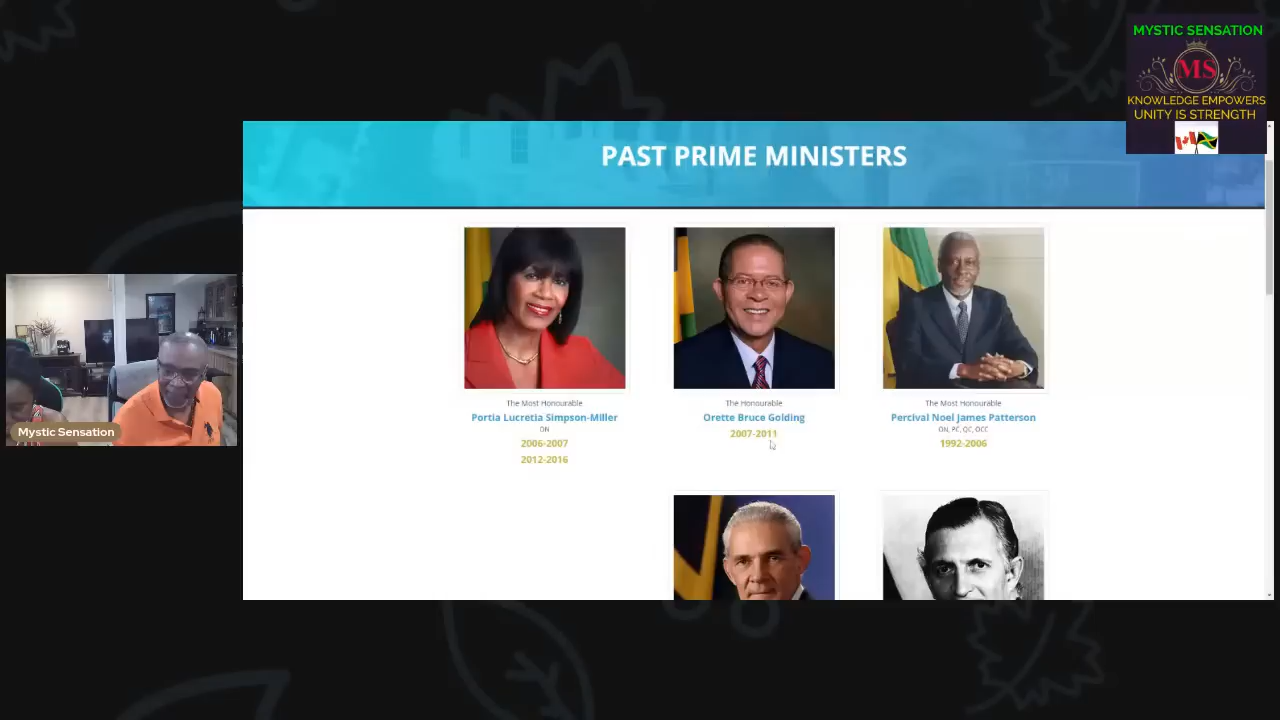 MYSTIC SENSATION
MS
KNOWLEDGE EMPOWERS
UNITY IS STRENGTH
PAST PRIME MINISTERS
The Most Honourable
Portia Lucretia Simpson-Miller
ON
2006-2007
2012-2016
The Honourable
Orette Bruce Golding
2007-2011
The Most Honourable
Percival Noel James Patterson
ON, PC, QC, OCC
1992-2006
Mystic Sensation